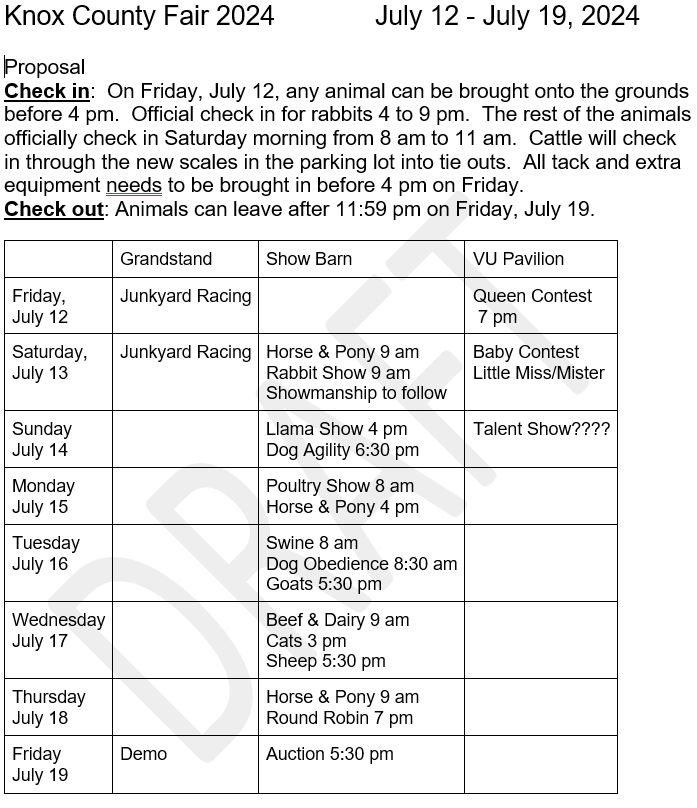 Knox County Fair 2024 July 12 - July 19, 2024
Proposal
Check in: On Friday, July 12, any animal can be brought onto the grounds
before 4 pm. Official check in for rabbits 4 to 9 pm. The rest of the animals
officially check in Saturday morning from 8 am to 11 am. Cattle will check
in through the new scales in the parking lot into tie outs. All tack and extra
equipment needs to be brought in before 4 pm on Friday.
Check out: Animals can leave after 11:59 pm on Friday, July 19.
Grandstand Show Barn VU Pavilion
Friday,
July 12
Junkyard Racing
Queen Contest
7 pm
Saturday,
July 13
Junkyard Racing
Horse & Pony 9 am
Rabbit Show 9 am
Showmanship to follow
Baby Contest
Little Miss/Mister
Sunday
July 14
Llama Show 4 pm
Dog Agility 6:30 pm
Talent Show????
Monday
July 15
Poultry Show 8 am
Horse & Pony 4 pm
Tuesday
July 16
Swine 8 am
Dog Obedience 8:30 am
Goats 5:30 pm
Wednesday
July 17
Beef & Dairy 9 am
Cats 3 pm
Sheep 5:30 pm
Thursday
July 18
Horse & Pony 9 am
Round Robin 7 pm
Friday
July 19
Demo
Auction 5:30 pm
DRAFT